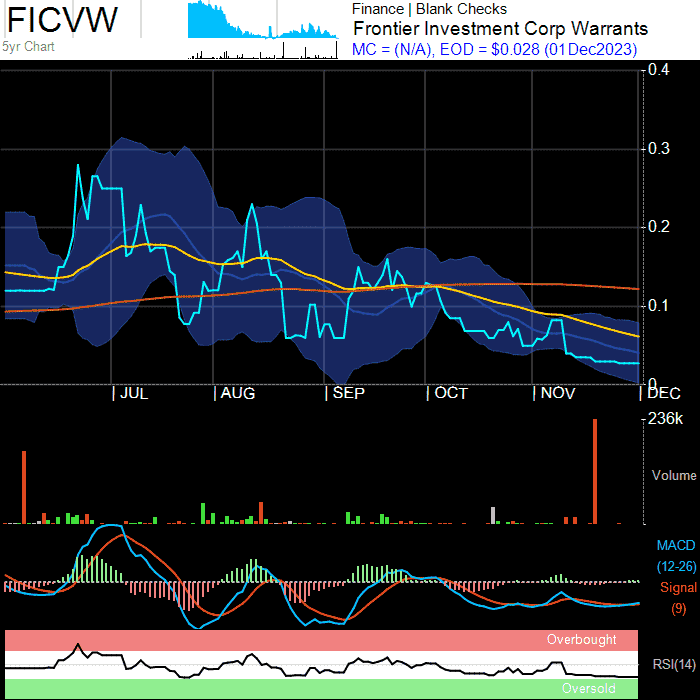 FICVW
5yr Chart
Finance | Blank Checks
Frontier Investment Corp Warrants
MC = (N/A), EOD = $0.028 (01Dec2023)
0.4
0.3
0.2
0.1
0
JUL AUG SEP OCT NOV DEC
236k
Volume
MACD
(12-26)
Signal
(9)
Overbought
RSI(14)
Oversold